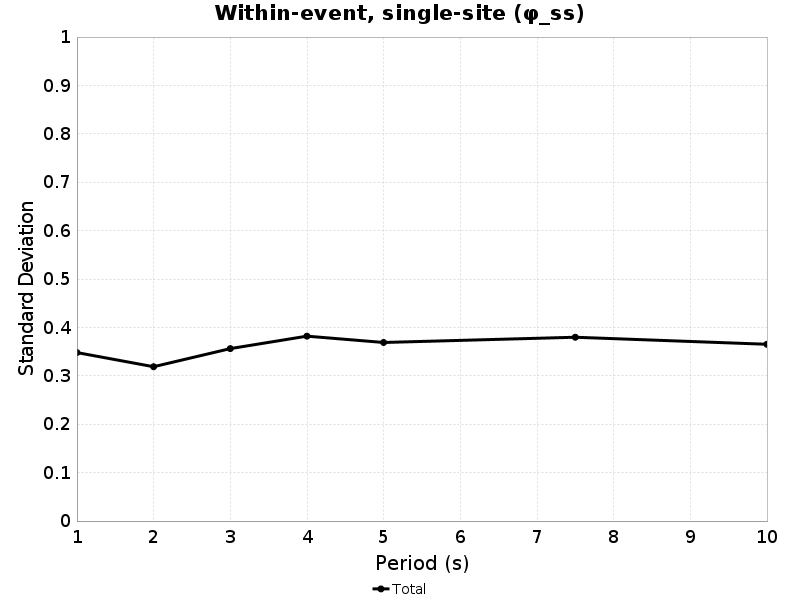 Within-event, single-site (φ_ss)
1
0.9
0.8
0.7
0.6
0.5
0.4
0.3
0.2
0.1
0
Standard Deviation
1 2 3 4 5 6 7 8 9 10
Period (s)
Total